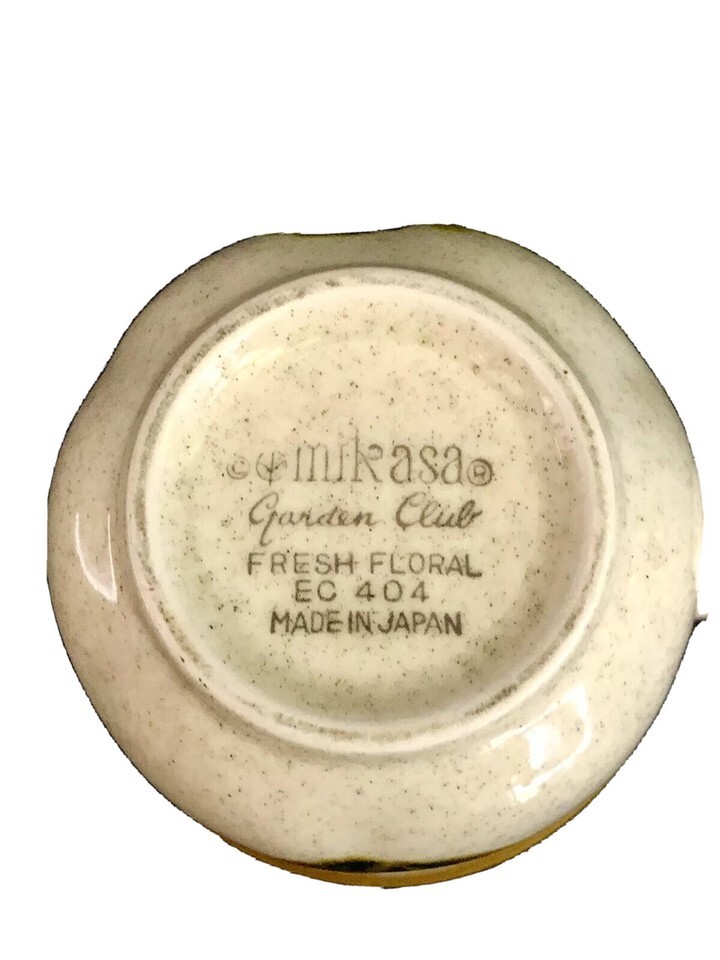 © mikasa ®
Garden Club
FRESH FLORAL
EC 404
MADE IN JAPAN